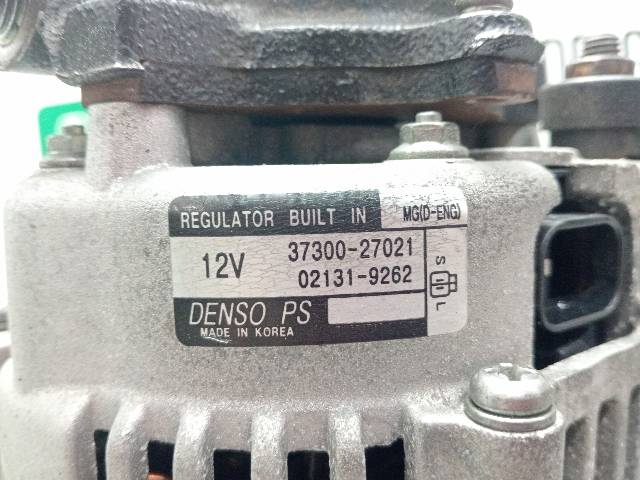 REGULATOR BUILT IN MG(D-ENG)
12V 37300-27021
02131-9262
S
L
DENSO PS
MADE IN KOREA